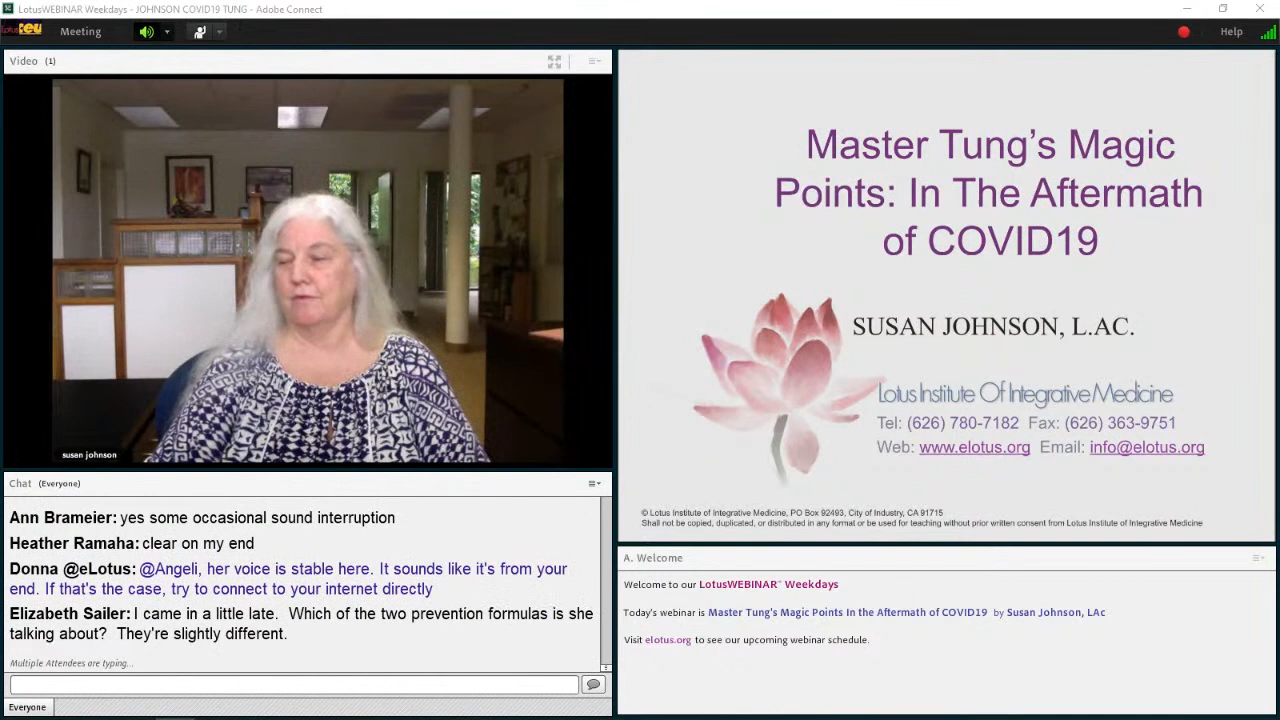 LotusWEBINAR Weekdays - JOHNSON COVID19 TUNG - Adobe Connect
Meeting
Help
Video (1)
susan johnson
Master Tung's Magic
Points: In The Aftermath
of COVID19
SUSAN JOHNSON, L.AC.
Lotus Institute Of Integrative Medicine
Tel: (626) 780-7182 Fax: (626) 363-9751
Web: www.elotus.org Email: info@elotus.org
© Lotus Institute of Integrative Medicine, PO Box 92493, City of Industry, CA 91715
Shall not be copied, duplicated, or distributed in any format or be used for teaching without prior written consent from Lotus Institute of Integrative Medicine
Chat (Everyone)
Ann Brameier: yes some occasional sound interruption
Heather Ramaha: clear on my end
Donna @eLotus: @Angeli, her voice is stable here. It sounds like it's from your
end. If that's the case, try to connect to your internet directly
Elizabeth Sailer: I came in a little late. Which of the two prevention formulas is she
talking about? They're slightly different.
Multiple Attendees are typing...
Everyone
A. Welcome
Welcome to our LotusWEBINAR™ Weekdays
Today's webinar is Master Tung's Magic Points In the Aftermath of COVID19 by Susan Johnson, LAc
Visit elotus.org to see our upcoming webinar schedule.